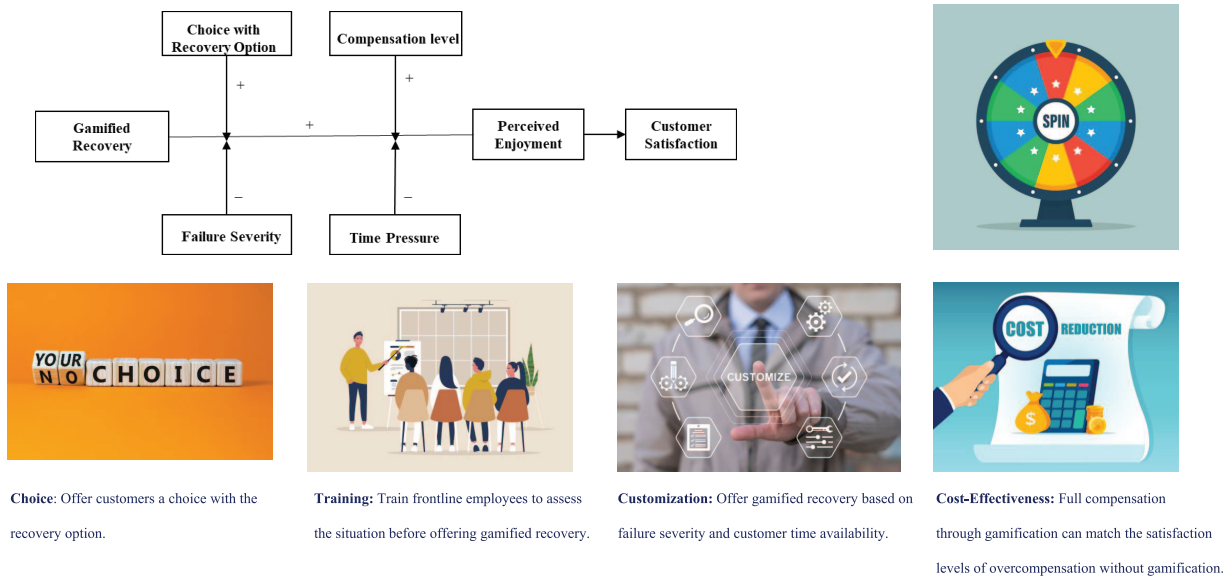 Choice with
Recovery Option
Compensation level
+
+
Gamified
Recovery
+
Perceived
Enjoyment
Customer
Satisfaction
–
–
Failure Severity
Time Pressure
SPIN
YOUR
NO CHOICE
CUSTOMIZE
COST REDUCTION
$
Choice: Offer customers a choice with the
recovery option.
Training: Train frontline employees to assess
the situation before offering gamified recovery.
Customization: Offer gamified recovery based on
failure severity and customer time availability.
Cost-Effectiveness: Full compensation
through gamification can match the satisfaction
levels of overcompensation without gamification.